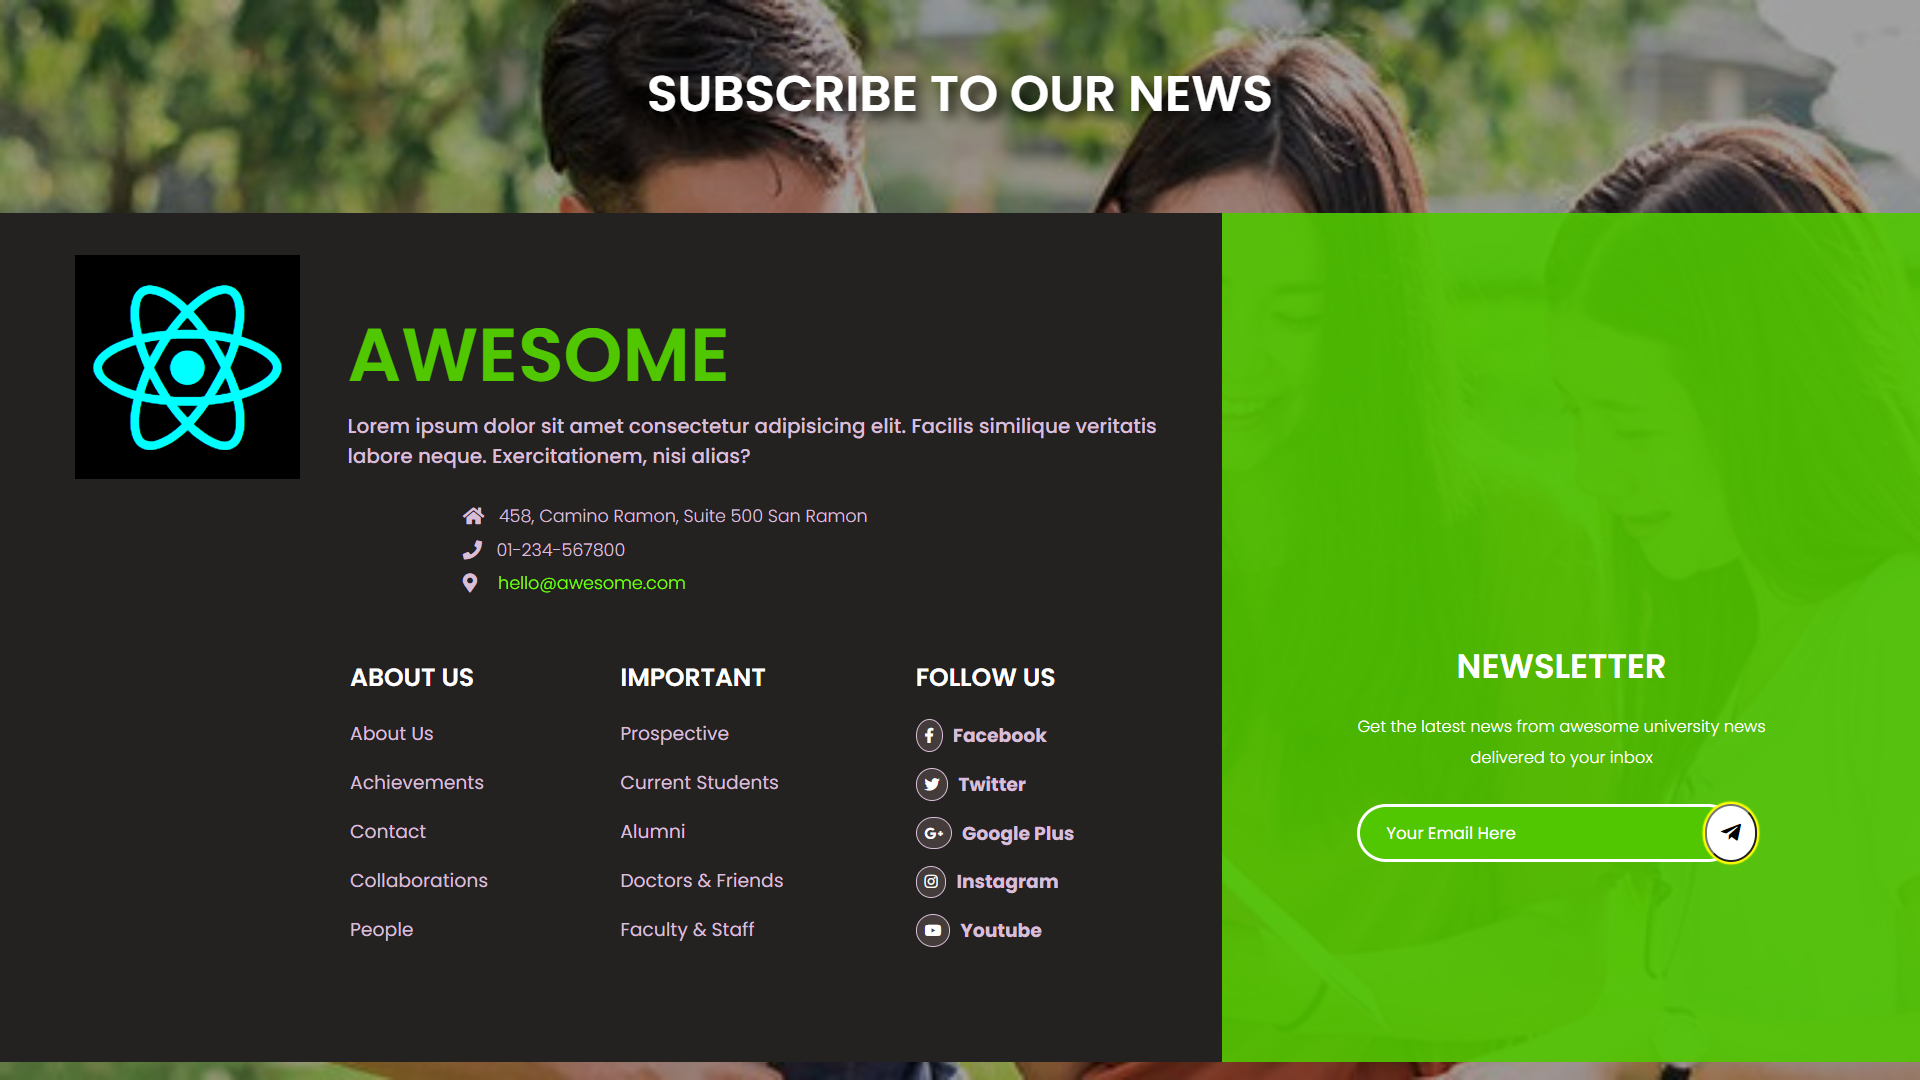 SUBSCRIBE TO OUR NEWS
AWESOME
Lorem ipsum dolor sit amet consectetur adipisicing elit. Facilis similique veritatis
labore neque. Exercitationem, nisi alias?
458, Camino Ramon, Suite 500 San Ramon
01-234-567800
hello@awesome.com
ABOUT US
About Us
Achievements
Contact
Collaborations
People
IMPORTANT
Prospective
Current Students
Alumni
Doctors & Friends
Faculty & Staff
FOLLOW US
Facebook
Twitter
Google Plus
Instagram
Youtube
NEWSLETTER
Get the latest news from awesome university news
delivered to your inbox
Your Email Here